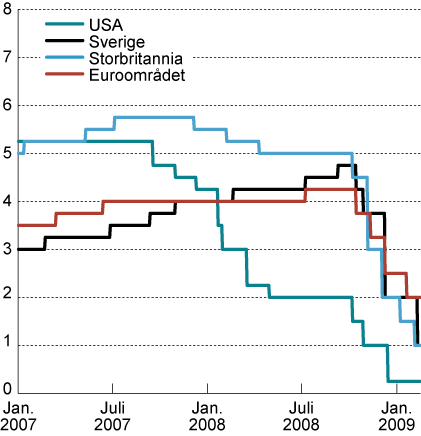 8
7
6
5
4
3
2
1
0
USA
Sverige
Storbritannia
Euroområdet
Jan. 2007
Juli 2007
Jan. 2008
Juli 2008
Jan. 2009